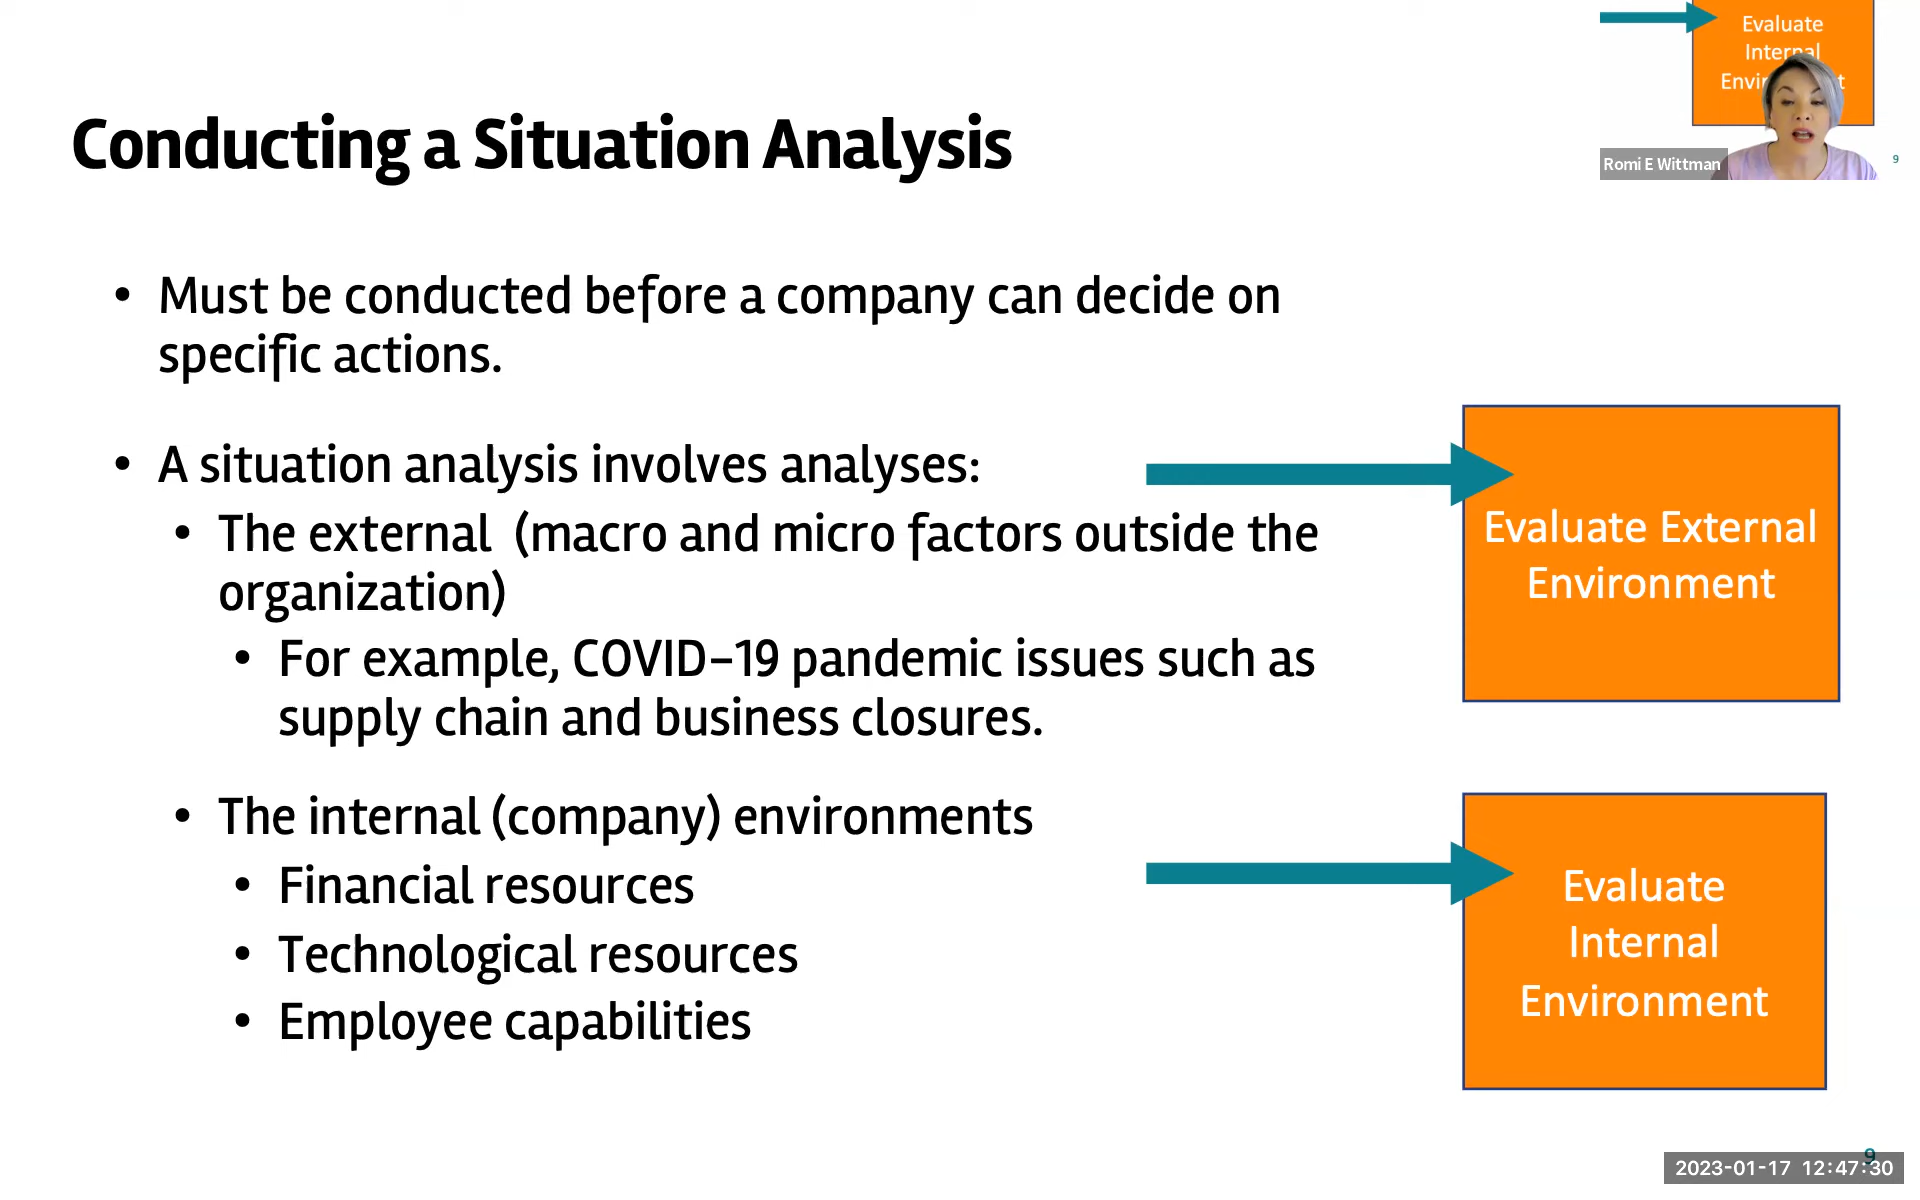 Evaluate
Internal
Romi E Wittman
9
Conducting a Situation Analysis
• Must be conducted before a company can decide on
specific actions.
• A situation analysis involves analyses:
• The external (macro and micro factors outside the
organization)
• For example, COVID-19 pandemic issues such as
supply chain and business closures.
• The internal (company) environments
• Financial resources
• Technological resources
• Employee capabilities
Evaluate External
Environment
Evaluate
Internal
Environment
9
2023-01-17 12:47:30